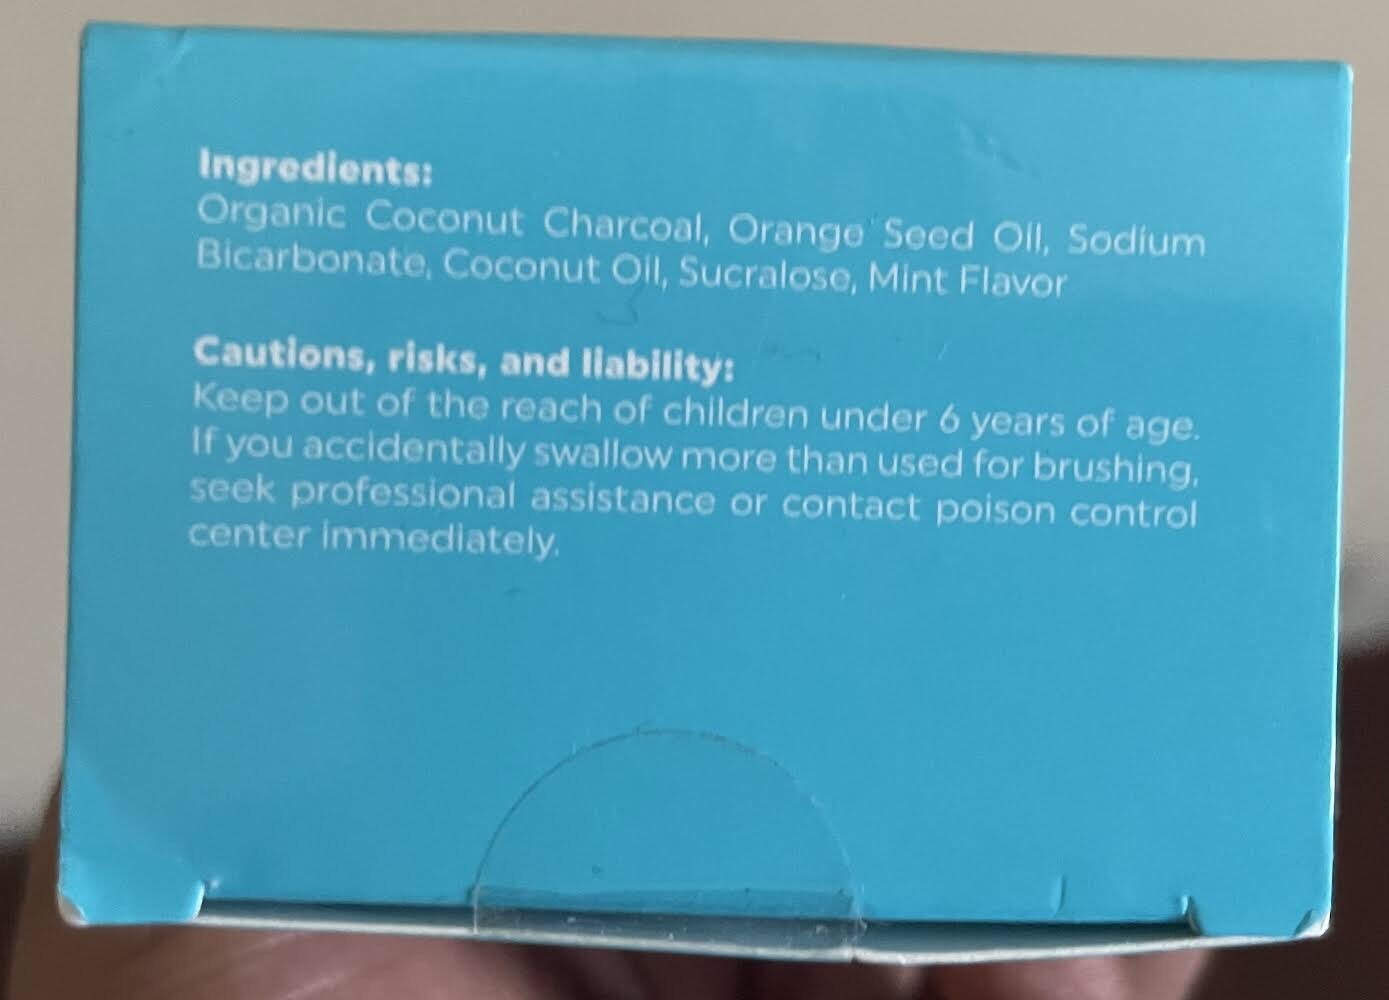 Ingredients:
Organic Coconut Charcoal, Orange Seed Oil, Sodium
Bicarbonate, Coconut Oil, Sucralose, Mint Flavor
Cautions, risks, and liability:
Keep out of the reach of children under 6 years of age.
If you accidentally swallow more than used for brushing,
seek professional assistance or contact poison control
center immediately.